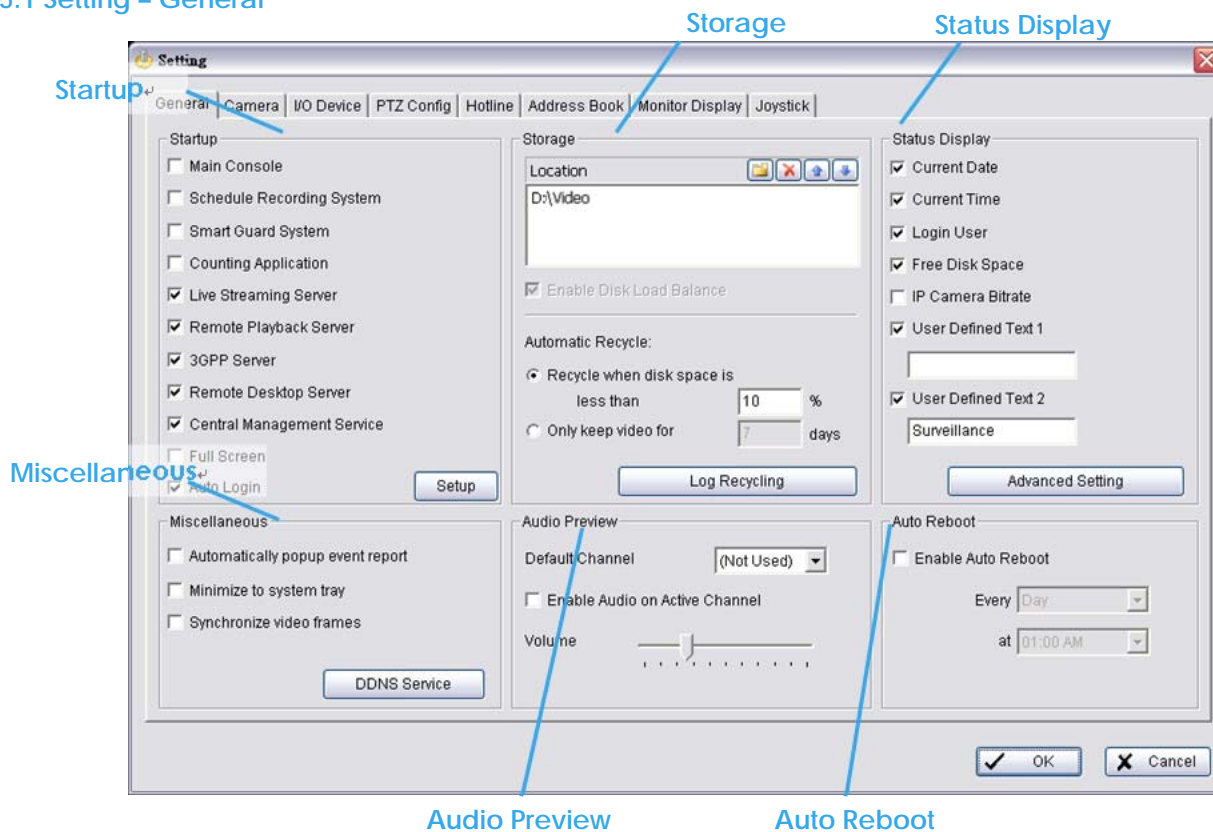 5.1 Setting – General
Storage
Status Display
Setting
Startup
General Camera I/O Device PTZ Config Hotline Address Book Monitor Display Joystick
Startup
Main Console
Schedule Recording System
Smart Guard System
Counting Application
Live Streaming Server
Remote Playback Server
3GPP Server
Remote Desktop Server
Central Management Service
Full Screen
Auto Login
Setup
Storage
Location
D:\Video
Enable Disk Load Balance
Automatic Recycle:
Recycle when disk space is
less than 10 %
Only keep video for 7 days
Log Recycling
Status Display
Current Date
Current Time
Login User
Free Disk Space
IP Camera Bitrate
User Defined Text 1
User Defined Text 2
Surveillance
Advanced Setting
Miscellaneous
Miscellaneous
Automatically popup event report
Minimize to system tray
Synchronize video frames
DDNS Service
Audio Preview
Default Channel (Not Used)
Enable Audio on Active Channel
Volume
Auto Reboot
Enable Auto Reboot
Every Day
at 01:00 AM
OK Cancel
Audio Preview
Auto Reboot